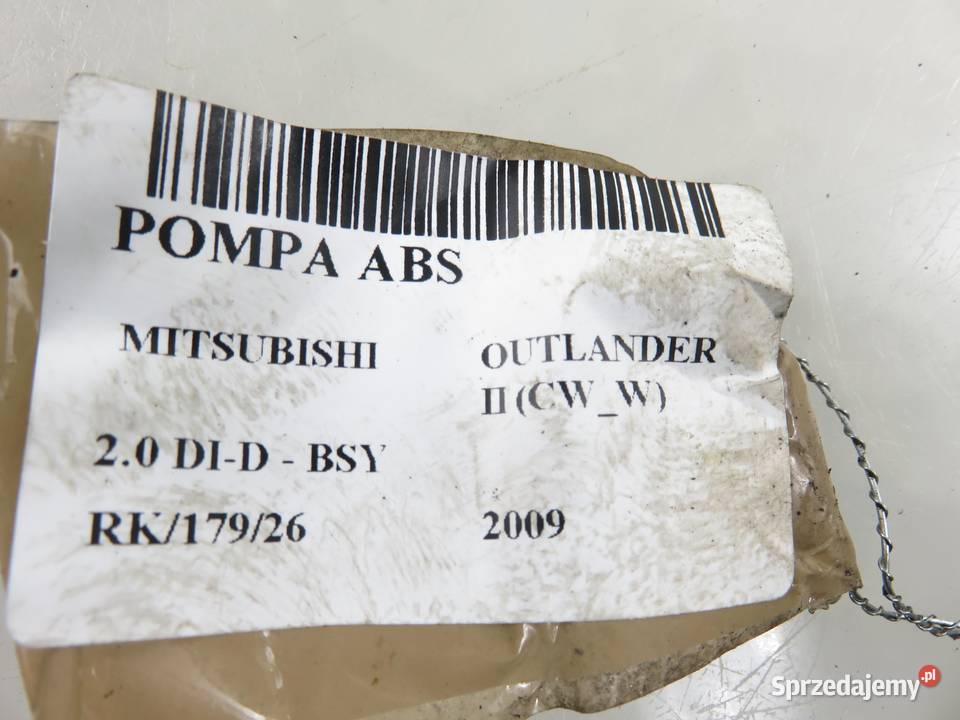 POMPA ABS
MITSUBISHI OUTLANDER
II (CW_W)
2.0 DI-D - BSY
RK/179/26 2009
Sprzedajemy.pl